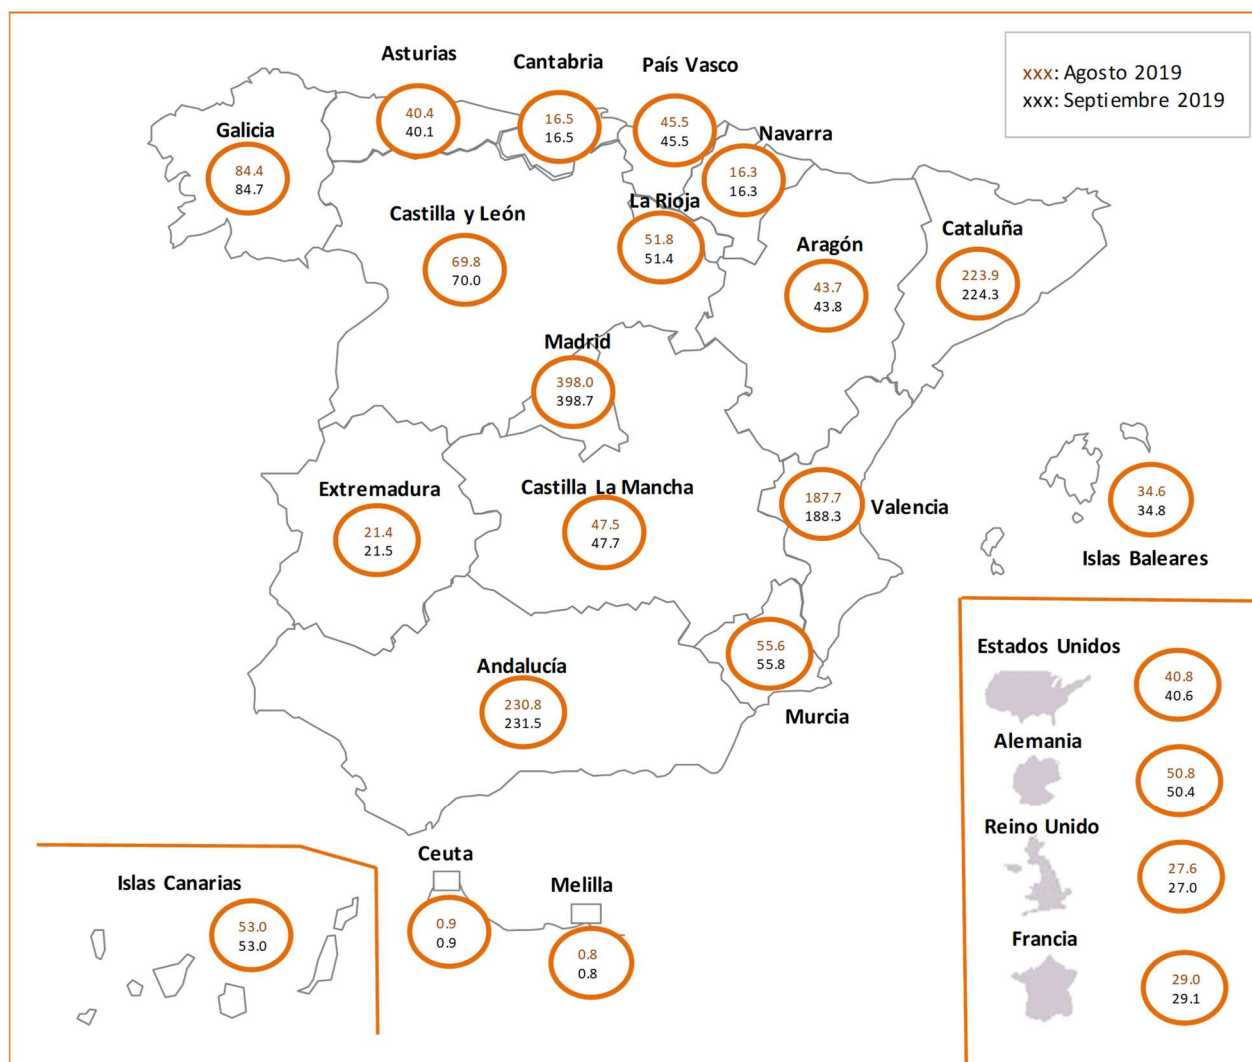 xxx: Agosto 2019
xxx: Septiembre 2019
Asturias
40.4
40.1
Cantabria
16.5
16.5
País Vasco
45.5
45.5
Navarra
16.3
16.3
Galicia
84.4
84.7
Castilla y León
69.8
70.0
La Rioja
51.8
51.4
Aragón
43.7
43.8
Cataluña
223.9
224.3
Madrid
398.0
398.7
Extremadura
21.4
21.5
Castilla La Mancha
47.5
47.7
187.7
188.3
Valencia
34.6
34.8
Islas Baleares
Andalucía
230.8
231.5
55.6
55.8
Murcia
Estados Unidos
40.8
40.6
Alemania
50.8
50.4
Reino Unido
27.6
27.0
Francia
29.0
29.1
Islas Canarias
53.0
53.0
Ceuta
0.9
0.9
Melilla
0.8
0.8